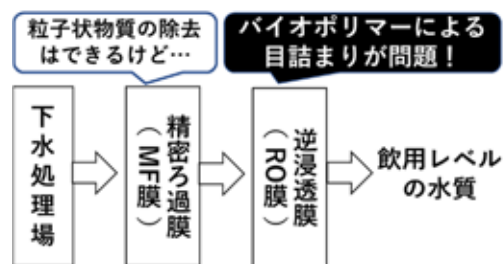 粒子状物質の除去
はできるけど…
バイオポリマーによる
目詰まりが問題！
下水処理場
精密ろ過膜
（MF膜）
逆浸透膜
（RO膜）
飲用レベル
の水質